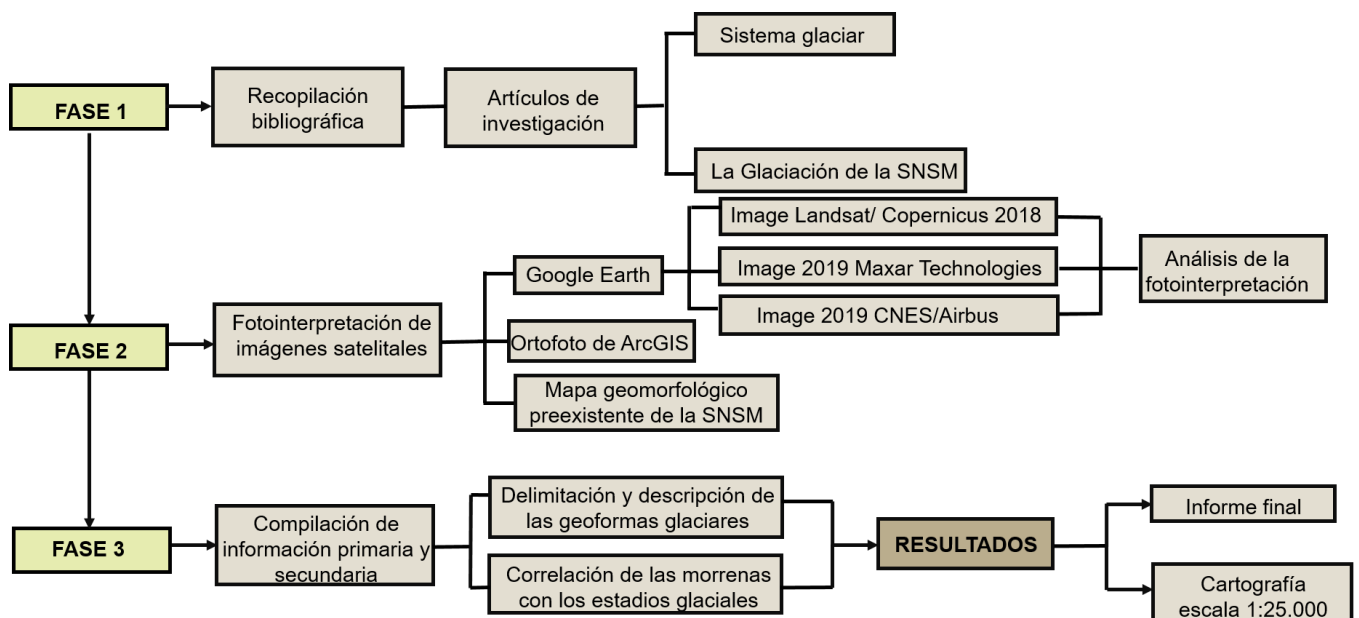 FASE 1
Recopilación
bibliográfica
Artículos de
investigación
Sistema glaciar
La Glaciación de la SNSM
FASE 2
Fotointerpretación de
imágenes satelitales
Google Earth
Image Landsat/ Copernicus 2018
Image 2019 Maxar Technologies
Image 2019 CNES/Airbus
Análisis de la
fotointerpretación
Ortofoto de ArcGIS
Mapa geomorfológico
preexistente de la SNSM
FASE 3
Compilación de
información primaria y
secundaria
Delimitación y descripción de
las geoformas glaciares
Correlación de las morrenas
con los estadios glaciales
RESULTADOS
Informe final
Cartografía
escala 1:25.000